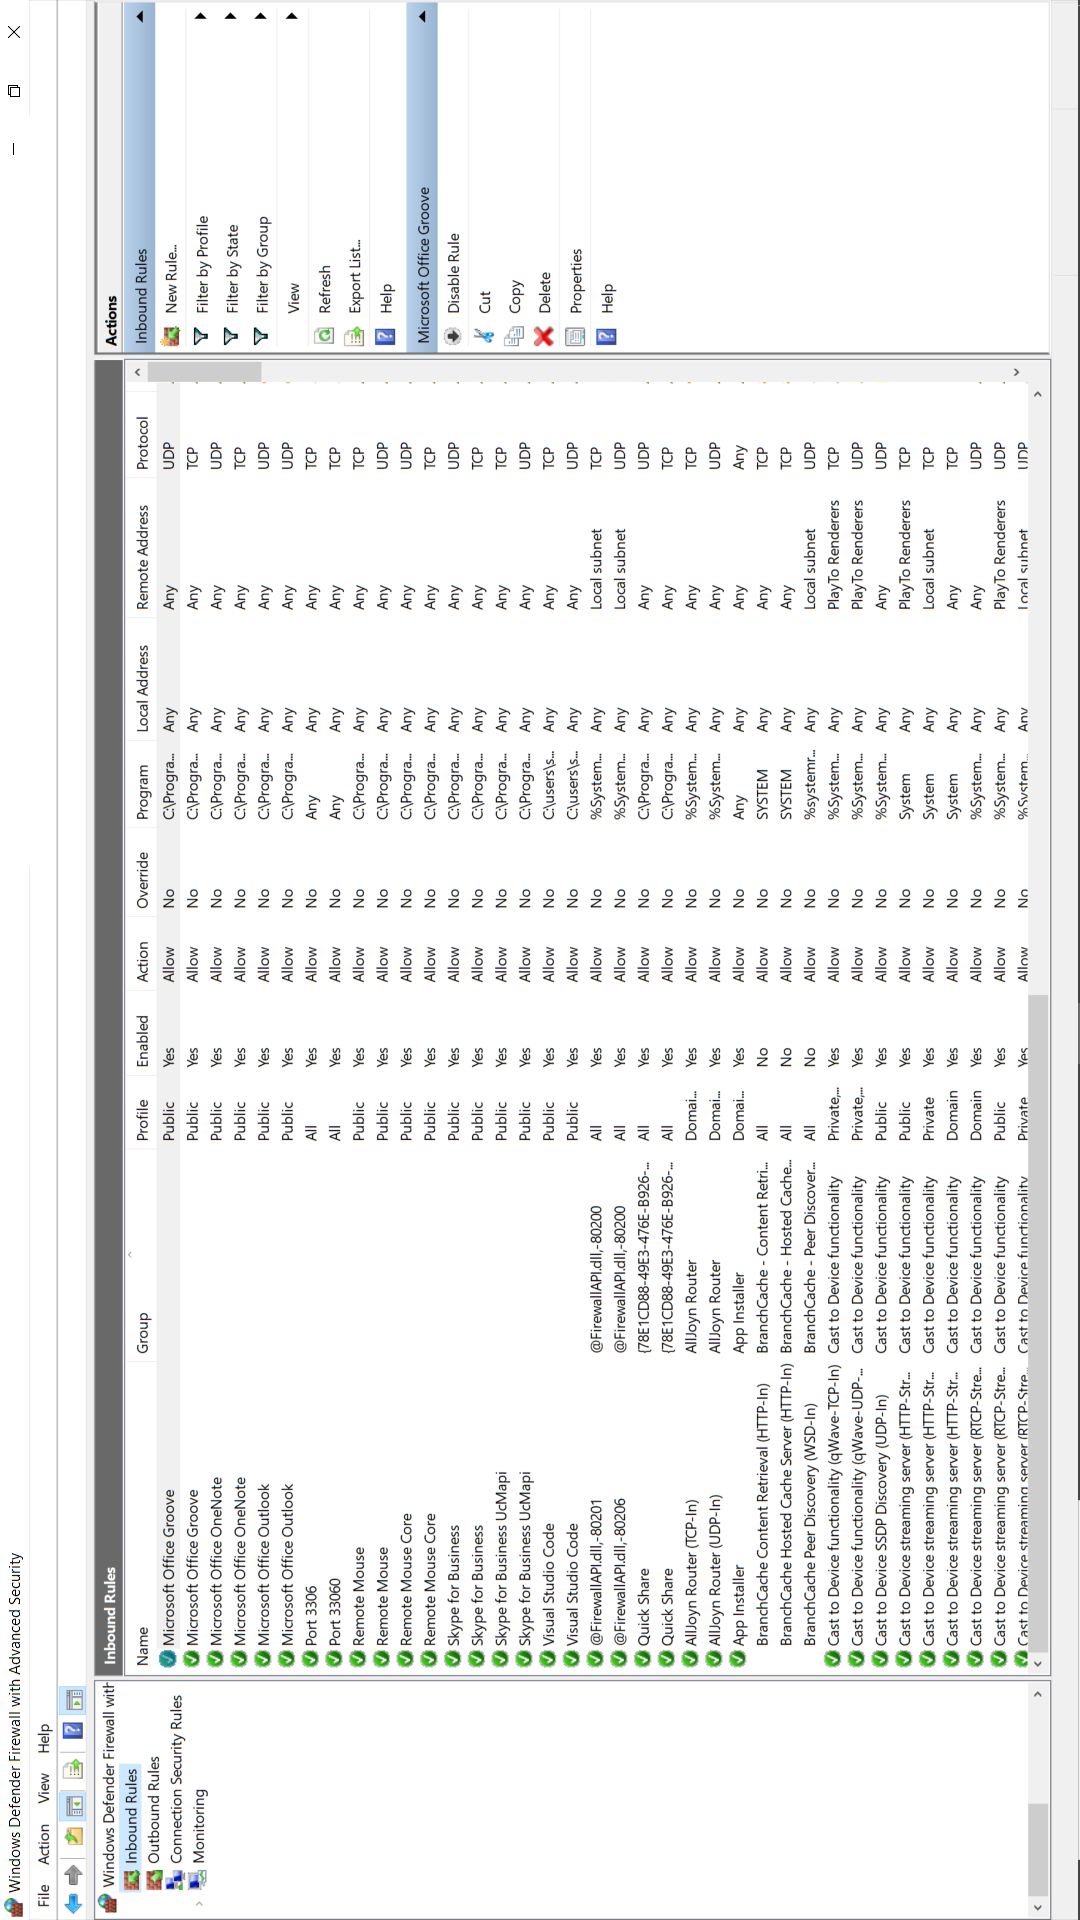 Windows Defender Firewall with Advanced Security
File Action View Help
Windows Defender Firewall with
Inbound Rules
Outbound Rules
Connection Security Rules
Monitoring
Inbound Rules
Name Group Profile Enabled Action Override Program Local Address Remote Address Protocol
Microsoft Office Groove Public Yes Allow No C:\Progra... Any Any UDP
Microsoft Office Groove Public Yes Allow No C:\Progra... Any Any TCP
Microsoft Office OneNote Public Yes Allow No C:\Progra... Any Any UDP
Microsoft Office OneNote Public Yes Allow No C:\Progra... Any Any TCP
Microsoft Office Outlook Public Yes Allow No C:\Progra... Any Any UDP
Microsoft Office Outlook Public Yes Allow No C:\Progra... Any Any UDP
Port 3306 All Yes Allow No Any Any Any TCP
Port 33060 All Yes Allow No Any Any Any TCP
Remote Mouse Public Yes Allow No C:\Progra... Any Any TCP
Remote Mouse Public Yes Allow No C:\Progra... Any Any UDP
Remote Mouse Core Public Yes Allow No C:\Progra... Any Any UDP
Remote Mouse Core Public Yes Allow No C:\Progra... Any Any TCP
Skype for Business Public Yes Allow No C:\Progra... Any Any UDP
Skype for Business Public Yes Allow No C:\Progra... Any Any TCP
Skype for Business UcMapi Public Yes Allow No C:\Progra... Any Any TCP
Skype for Business UcMapi Public Yes Allow No C:\Progra... Any Any UDP
Visual Studio Code Public Yes Allow No C:\users\s... Any Any TCP
Visual Studio Code Public Yes Allow No C:\users\s... Any Any UDP
@FirewallAPI.dll,-80201 @FirewallAPI.dll,-80200 All Yes Allow No %System... Any Local subnet TCP
@FirewallAPI.dll,-80206 @FirewallAPI.dll,-80200 All Yes Allow No %System... Any Local subnet UDP
Quick Share {78E1CD88-49E3-476E-B926-... All Yes Allow No C:\Progra... Any Any UDP
Quick Share {78E1CD88-49E3-476E-B926-... All Yes Allow No C:\Progra... Any Any TCP
AllJoyn Router (TCP-In) AllJoyn Router Domai... Yes Allow No %System... Any Any TCP
AllJoyn Router (UDP-In) AllJoyn Router Domai... Yes Allow No %System... Any Any UDP
App Installer App Installer Domai... Yes Allow No Any Any Any Any
BranchCache Content Retrieval (HTTP-In) BranchCache - Content Retri... All No Allow No SYSTEM Any Any TCP
BranchCache Hosted Cache Server (HTTP-In) BranchCache - Hosted Cache... All No Allow No SYSTEM Any Any TCP
BranchCache Peer Discovery (WSD-In) BranchCache - Peer Discover... All No Allow No %systemr... Any Local subnet UDP
Cast to Device functionality (qWave-TCP-In) Cast to Device functionality Private,... Yes Allow No %System... Any PlayTo Renderers TCP
Cast to Device functionality (qWave-UDP-... Cast to Device functionality Private,... Yes Allow No %System... Any PlayTo Renderers UDP
Cast to Device SSDP Discovery (UDP-In) Cast to Device functionality Public Yes Allow No %System... Any Any UDP
Cast to Device streaming server (HTTP-Str... Cast to Device functionality Public Yes Allow No System Any PlayTo Renderers TCP
Cast to Device streaming server (HTTP-Str... Cast to Device functionality Private Yes Allow No System Any Local subnet TCP
Cast to Device streaming server (HTTP-Str... Cast to Device functionality Domain Yes Allow No System Any Any TCP
Cast to Device streaming server (RTCP-Stre... Cast to Device functionality Domain Yes Allow No %System... Any Any UDP
Cast to Device streaming server (RTCP-Stre... Cast to Device functionality Public Yes Allow No %System... Any PlayTo Renderers UDP
Cast to Device streaming server (RTCP-Stre... Cast to Device functionality Private Yes Allow No %System... Any Local subnet UDP
Actions
Inbound Rules
New Rule...
Filter by Profile
Filter by State
Filter by Group
View
Refresh
Export List...
Help
Microsoft Office Groove
Disable Rule
Cut
Copy
Delete
Properties
Help